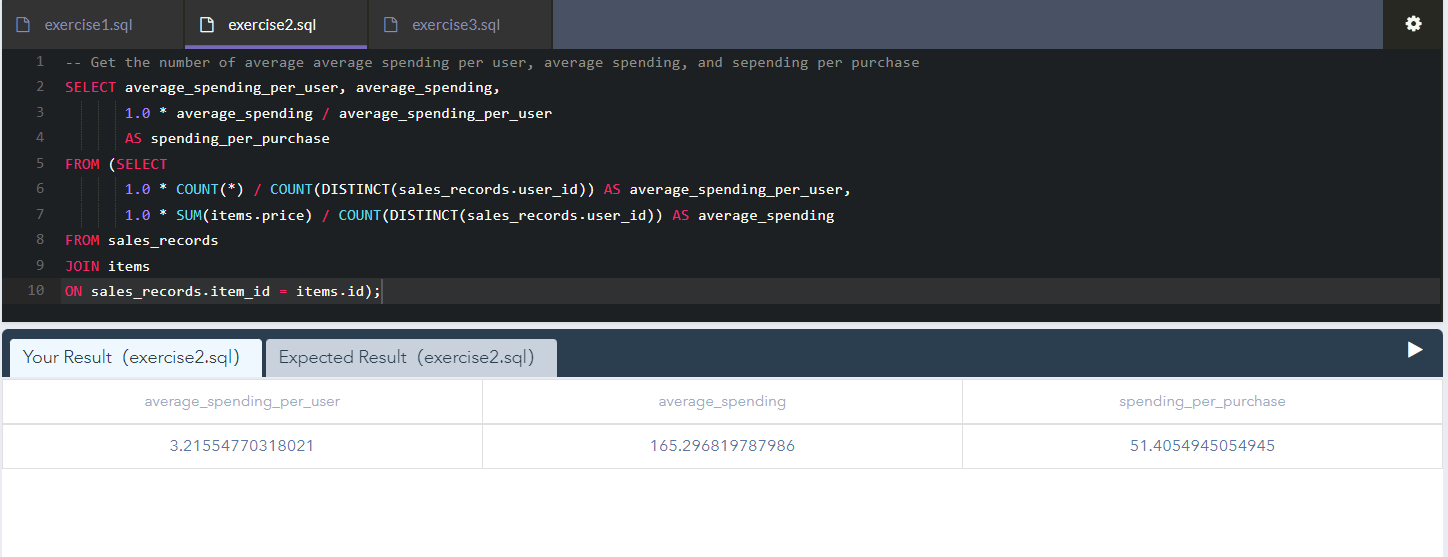 exercise1.sql exercise2.sql exercise3.sql
1 -- Get the number of average average spending per user, average spending, and sepending per purchase
2 SELECT average_spending_per_user, average_spending,
3 1.0 * average_spending / average_spending_per_user
4 AS spending_per_purchase
5 FROM (SELECT
6 1.0 * COUNT(*) / COUNT(DISTINCT(sales_records.user_id)) AS average_spending_per_user,
7 1.0 * SUM(items.price) / COUNT(DISTINCT(sales_records.user_id)) AS average_spending
8 FROM sales_records
9 JOIN items
10 ON sales_records.item_id = items.id);
Your Result (exercise2.sql) Expected Result (exercise2.sql)
average_spending_per_user average_spending spending_per_purchase
3.21554770318021 165.296819787986 51.4054945054945